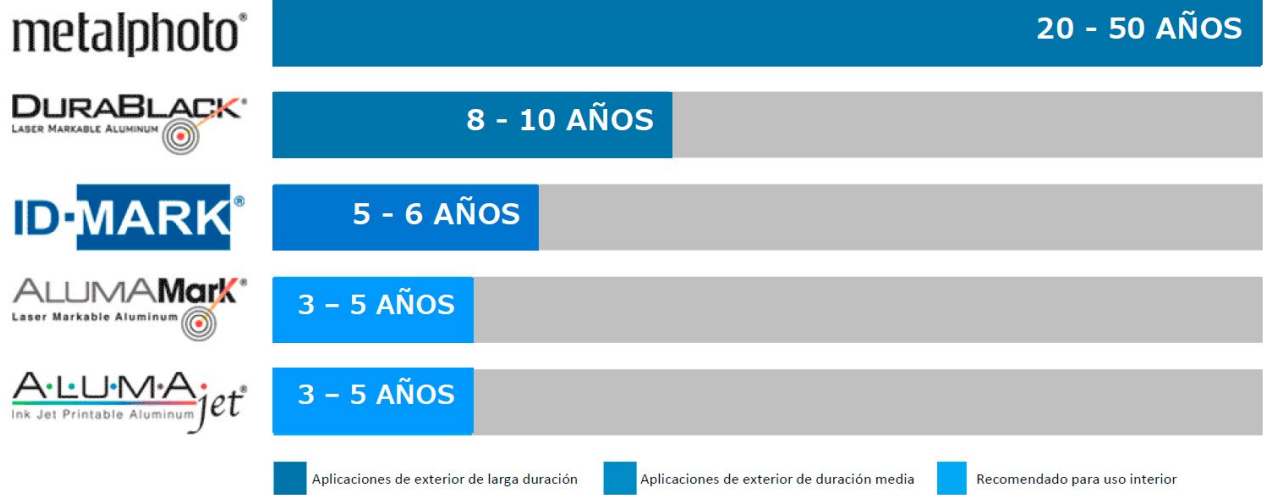 metalphoto®
20 - 50 AÑOS
DURABLACK®
LASER MARKABLE ALUMINUM
8 - 10 AÑOS
ID-MARK®
5 - 6 AÑOS
ALUMAMark®
Laser Markable Aluminum
3 – 5 AÑOS
A·L·U·M·Ajet®
Ink Jet Printable Aluminum
3 – 5 AÑOS
Aplicaciones de exterior de larga duración
Aplicaciones de exterior de duración media
Recomendado para uso interior